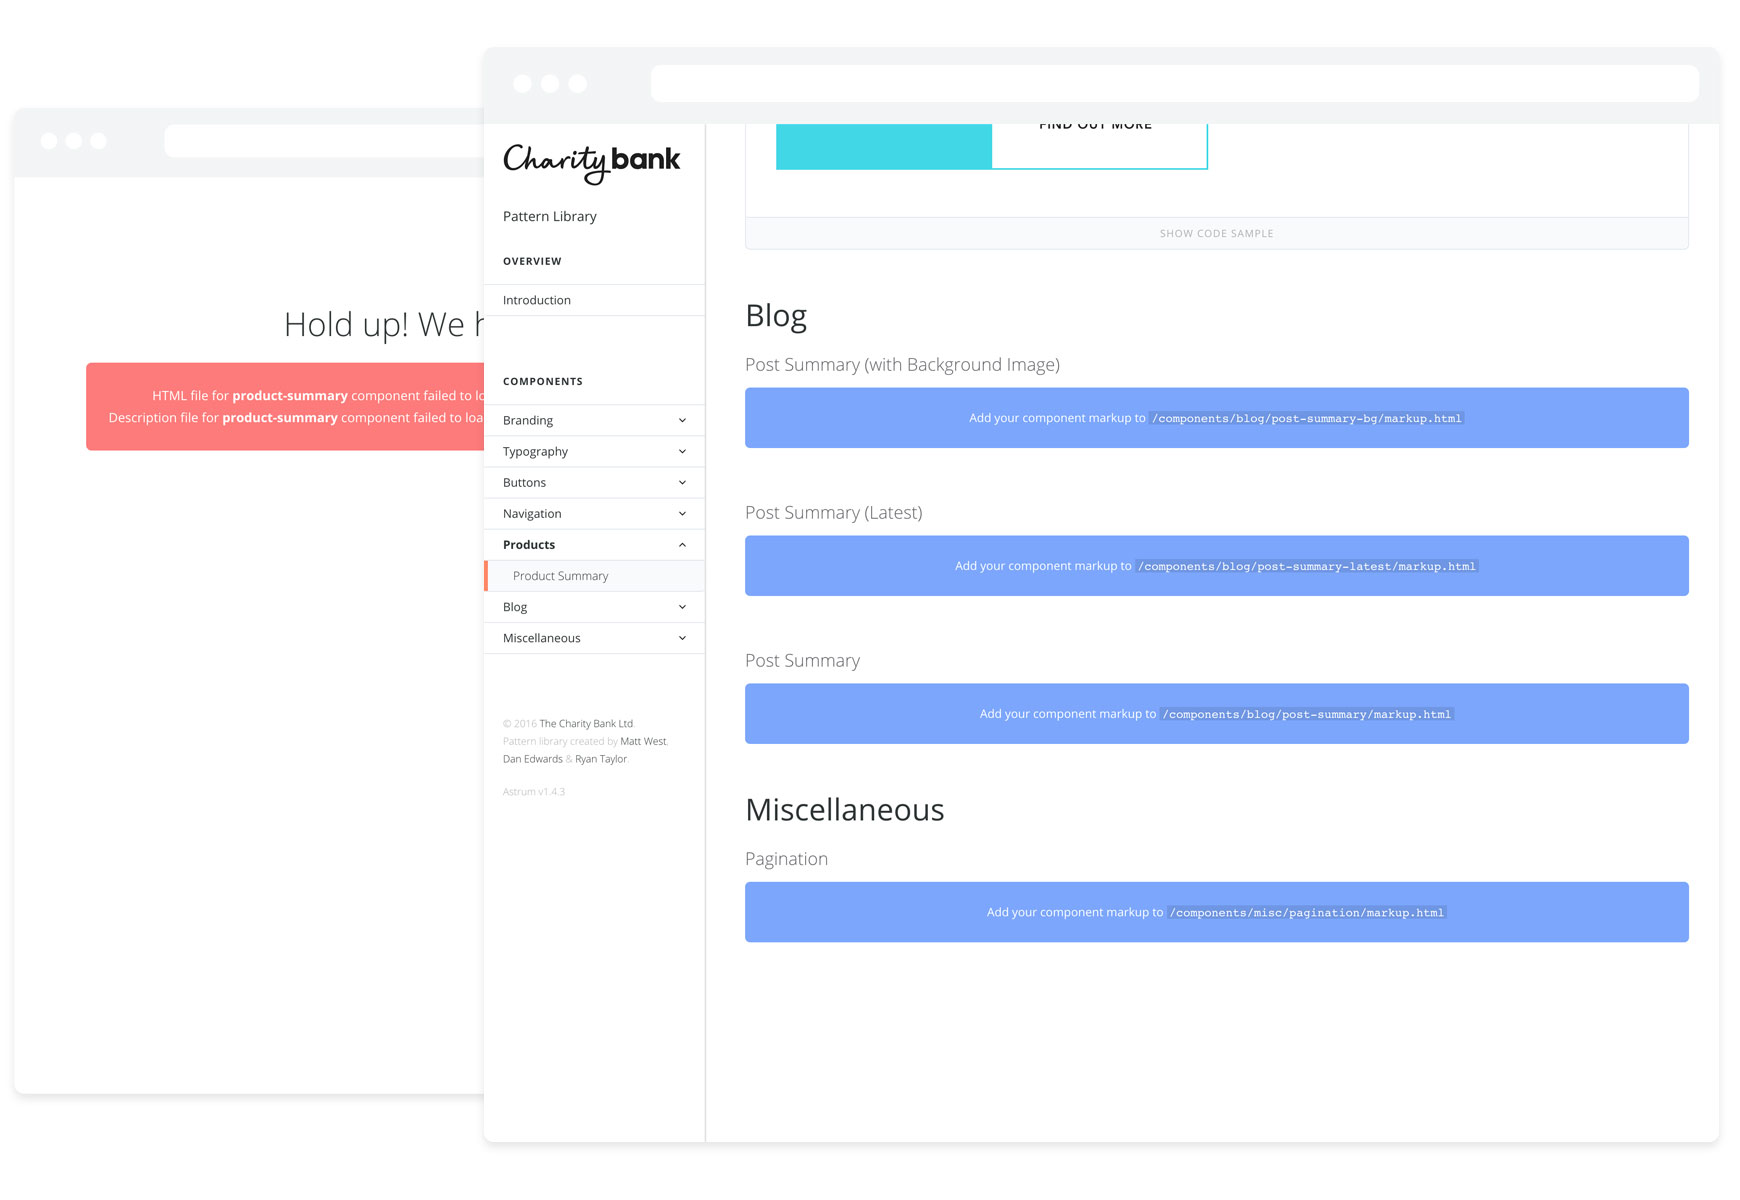 Hold up! We h
HTML file for product-summary component failed to lo
Description file for product-summary component failed to loa
Charity bank
Pattern Library
OVERVIEW
Introduction
COMPONENTS
Branding
Typography
Buttons
Navigation
Products
Product Summary
Blog
Miscellaneous
© 2016 The Charity Bank Ltd.
Pattern library created by Matt West,
Dan Edwards & Ryan Taylor.
Astrum v1.4.3
FIND OUT MORE
SHOW CODE SAMPLE
Blog
Post Summary (with Background Image)
Add your component markup to /components/blog/post-summary-bg/markup.html
Post Summary (Latest)
Add your component markup to /components/blog/post-summary-latest/markup.html
Post Summary
Add your component markup to /components/blog/post-summary/markup.html
Miscellaneous
Pagination
Add your component markup to /components/misc/pagination/markup.html